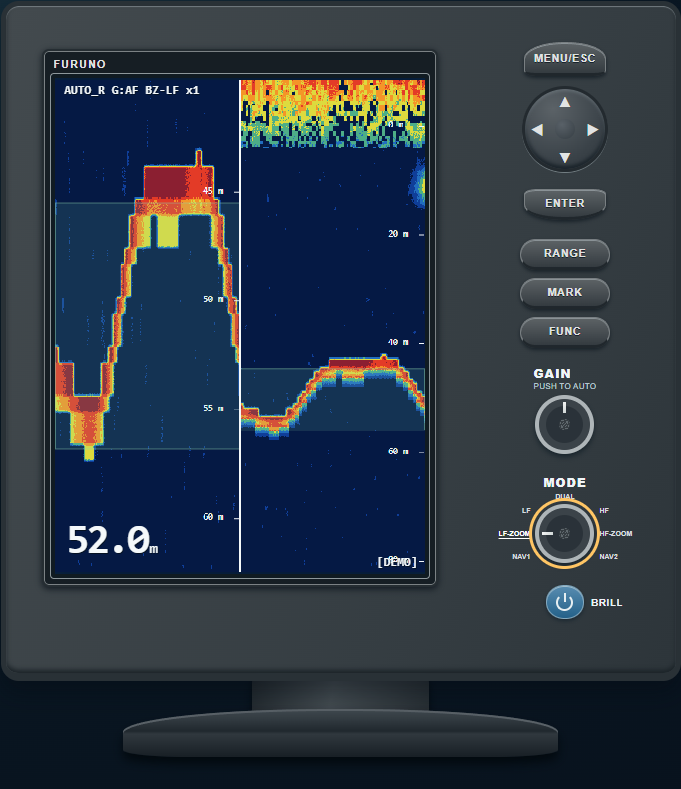 FURUNO
AUTO_R G:AF BZ-LF x1
45 m
50 m
55 m
60 m
52.0m
20 m
40 m
60 m
[DEMO]
MENU/ESC
ENTER
RANGE
MARK
FUNC
GAIN
PUSH TO AUTO
MODE
DUAL
LF
HF
LF-ZOOM
HF-ZOOM
NAV1
NAV2
BRILL